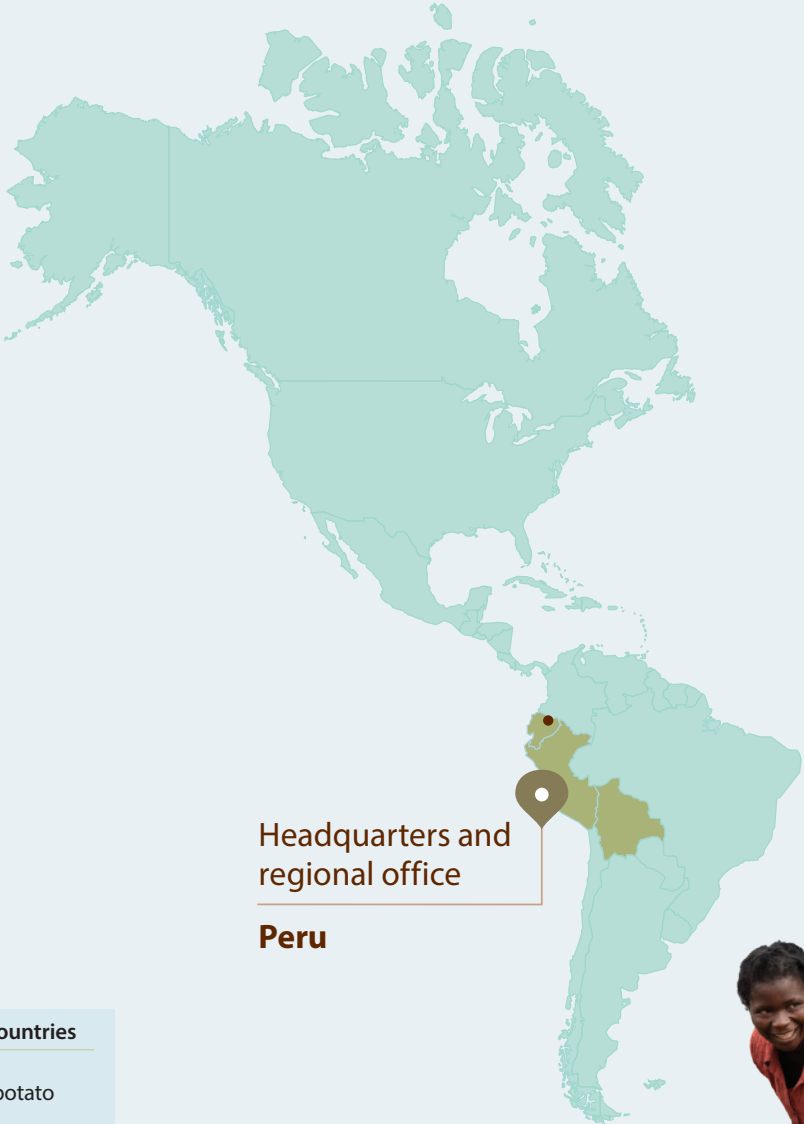 Headquarters and
regional office
Peru
ountries
potato